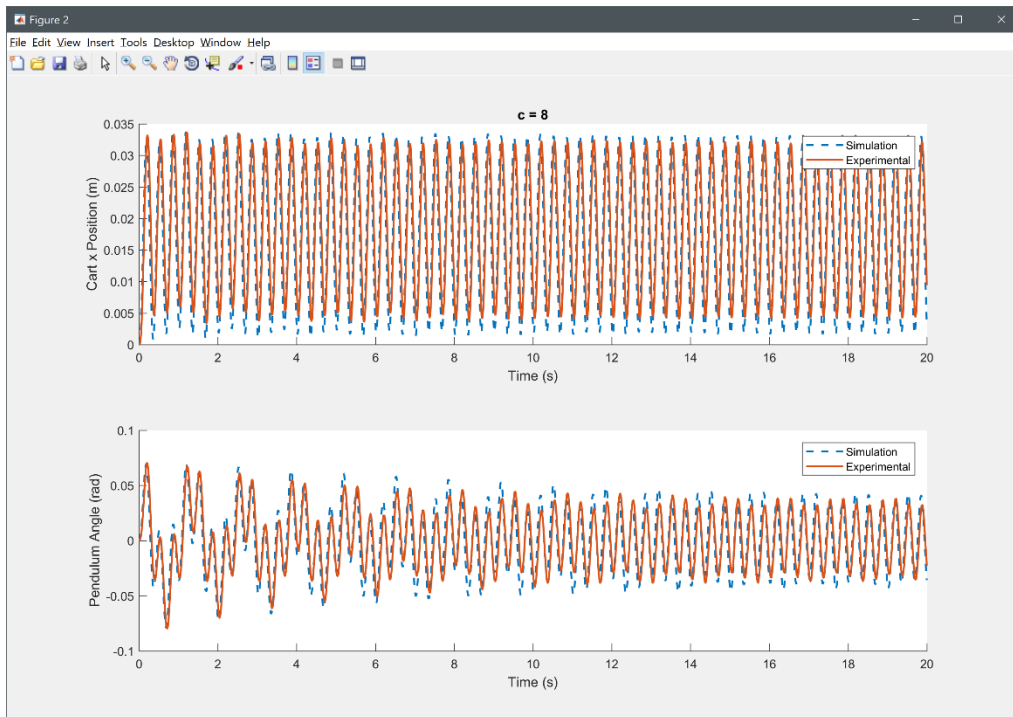 Figure 2
File Edit View Insert Tools Desktop Window Help
c = 8
0.035
0.03
0.025
0.02
0.015
0.01
0.005
0
Cart x Position (m)
Simulation
Experimental
0 2 4 6 8 10 12 14 16 18 20
Time (s)
0.1
0.05
0
-0.05
-0.1
Pendulum Angle (rad)
Simulation
Experimental
0 2 4 6 8 10 12 14 16 18 20
Time (s)